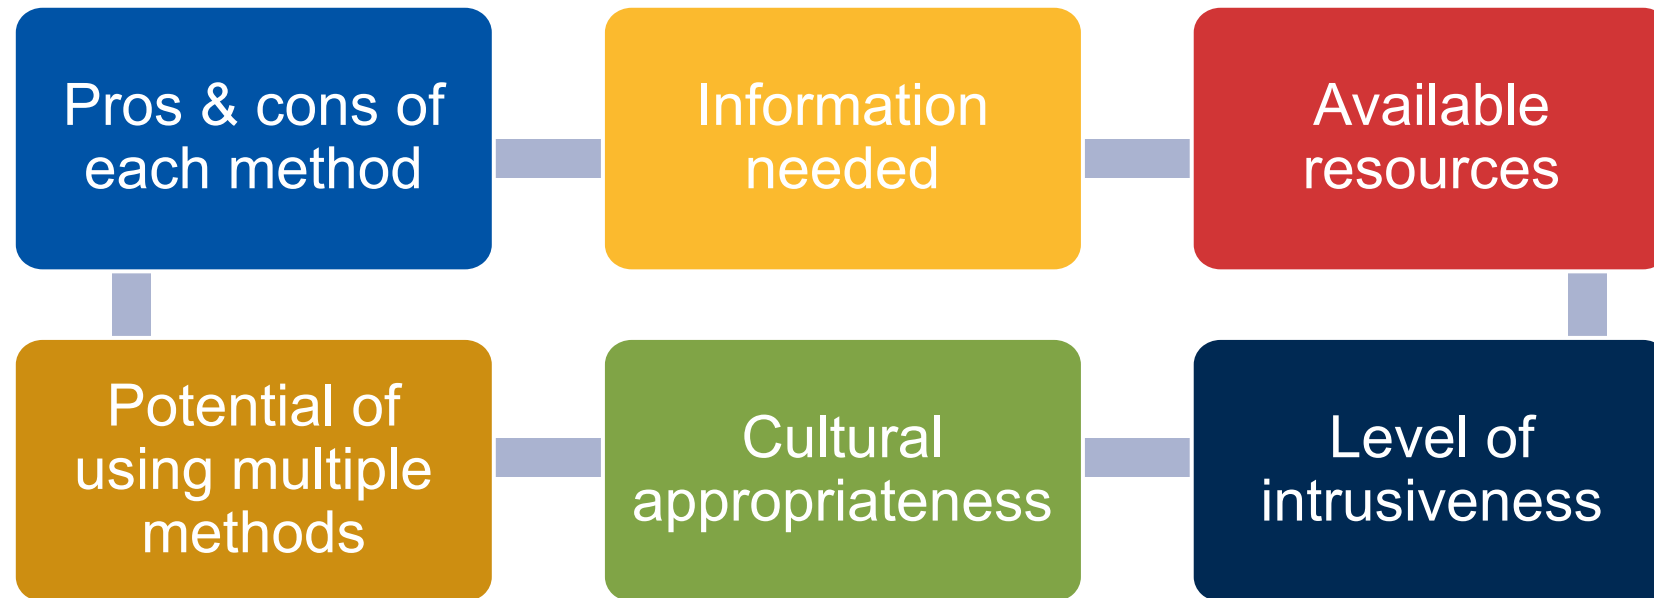 Pros & cons of
each method
Information
needed
Available
resources
Potential of
using multiple
methods
Cultural
appropriateness
Level of
intrusiveness